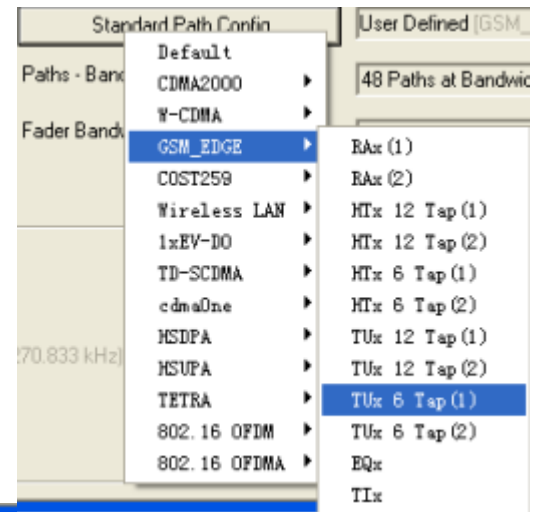 Standard Path Config
User Defined [GSM_
Default
Paths - Band
CDMA2000
48 Paths at Bandwic
W-CDMA
Fader Bandw
GSM_EDGE
RAx (1)
COST259
RAx (2)
Wireless LAN
HTx 12 Tap (1)
1xEV-DO
HTx 12 Tap (2)
TD-SCDMA
HTx 6 Tap (1)
cdmaOne
HTx 6 Tap (2)
HSDPA
TUx 12 Tap (1)
270.833 kHz)
HSUPA
TUx 12 Tap (2)
TETRA
TUx 6 Tap (1)
802.16 OFDM
TUx 6 Tap (2)
802.16 OFDMA
EQx
TIx